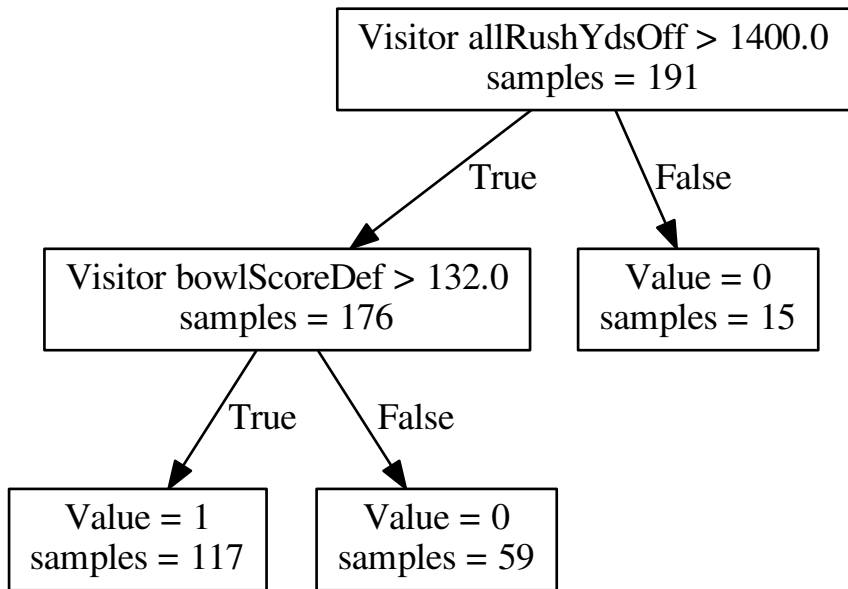 Visitor allRushYdsOff > 1400.0
samples = 191
True
False
Visitor bowlScoreDef > 132.0
samples = 176
Value = 0
samples = 15
True
False
Value = 1
samples = 117
Value = 0
samples = 59